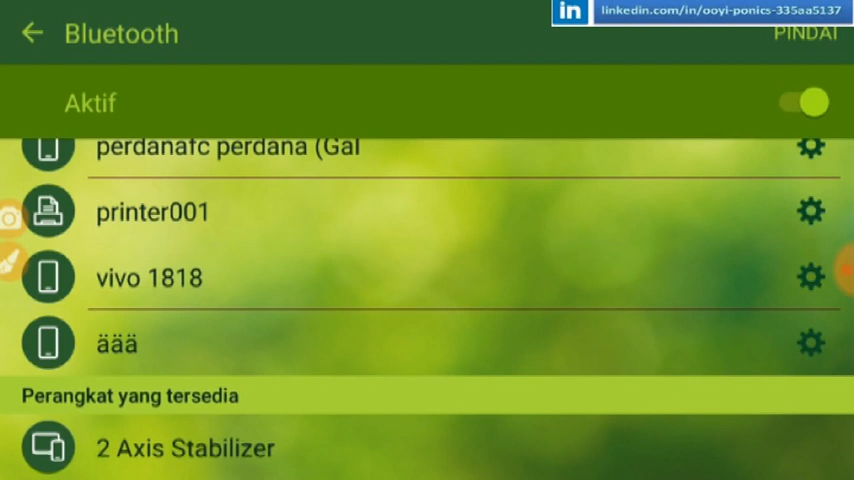 in linkedin.com/in/ooyi-ponics-335aa5137
Bluetooth
PINDAI
Aktif
perdanafc perdana (Gal
printer001
vivo 1818
äää
Perangkat yang tersedia
2 Axis Stabilizer